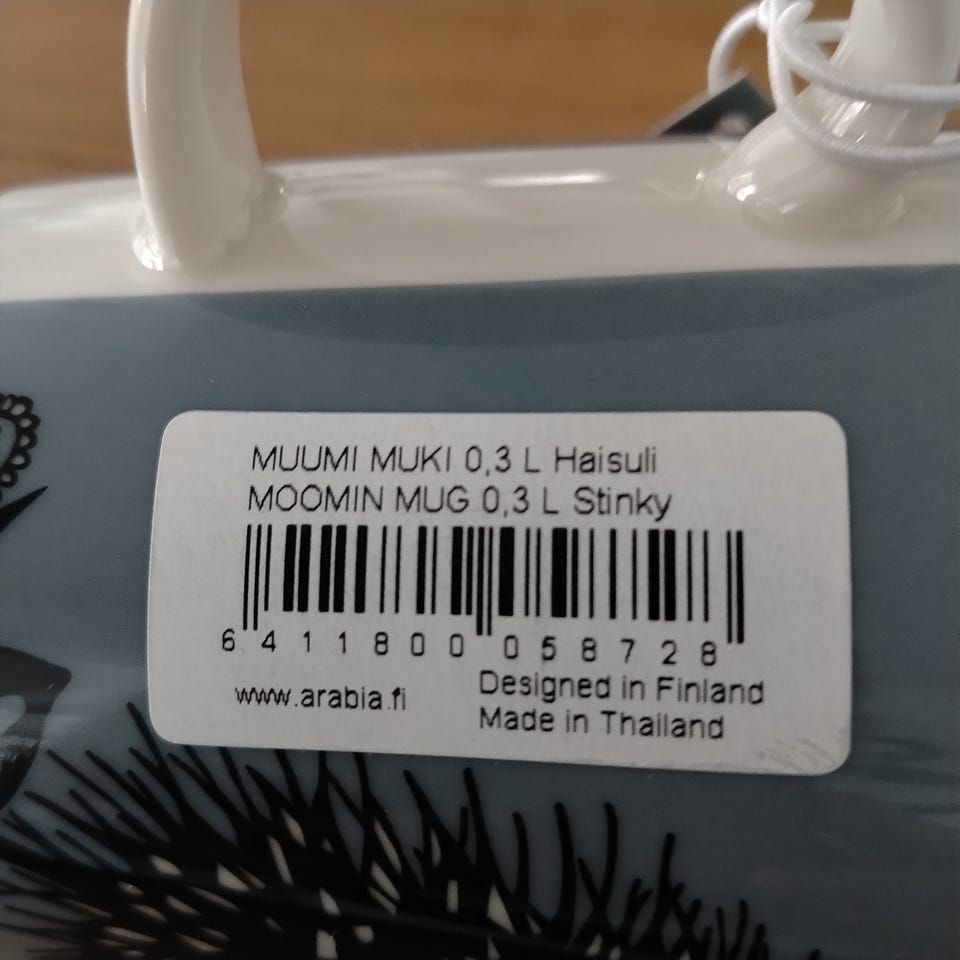 MUUMI MUKI 0,3 L Haisuli
MOOMIN MUG 0,3 L Stinky
6 411800 058728
www.arabia.fi
Designed in Finland
Made in Thailand